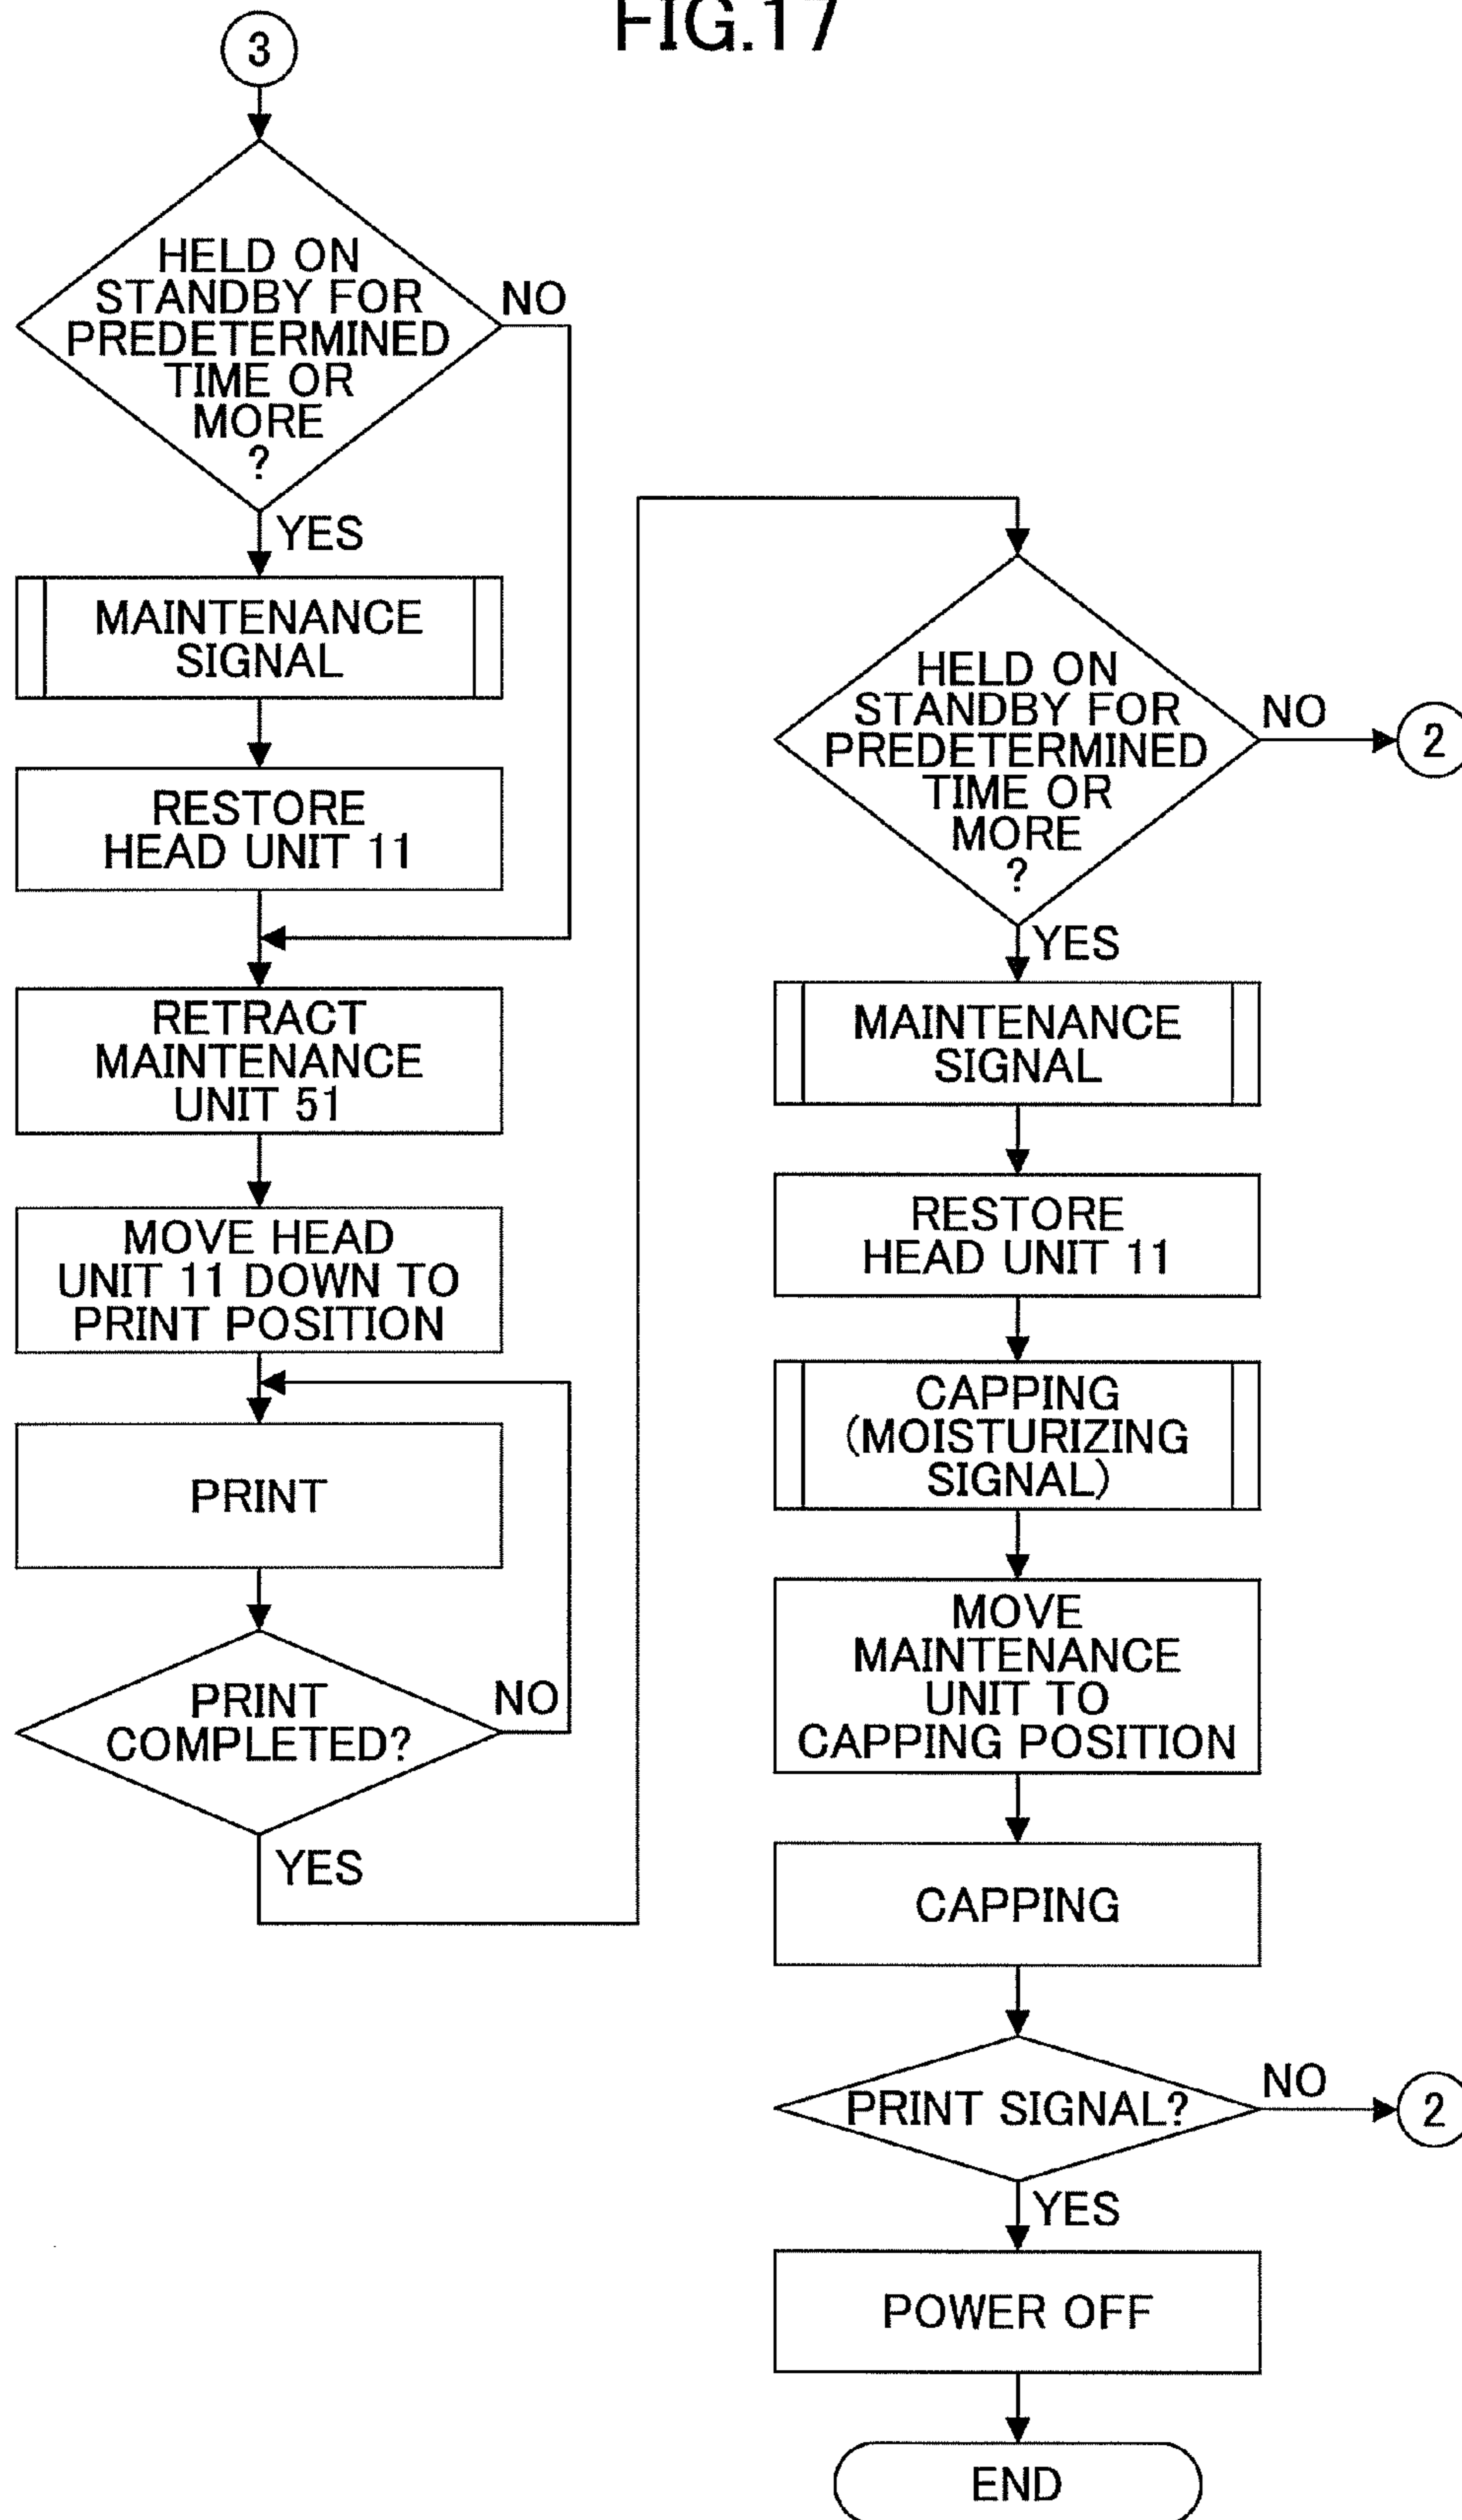 FIG.17
3
HELD ON
STANDBY FOR
PREDETERMINED
TIME OR
MORE
?
NO
YES
MAINTENANCE
SIGNAL
RESTORE
HEAD UNIT 11
RETRACT
MAINTENANCE
UNIT 51
MOVE HEAD
UNIT 11 DOWN TO
PRINT POSITION
PRINT
PRINT
COMPLETED?
NO
YES
HELD ON
STANDBY FOR
PREDETERMINED
TIME OR
MORE
?
NO
2
YES
MAINTENANCE
SIGNAL
RESTORE
HEAD UNIT 11
CAPPING
(MOISTURIZING
SIGNAL)
MOVE
MAINTENANCE
UNIT TO
CAPPING POSITION
CAPPING
PRINT SIGNAL?
NO
2
YES
POWER OFF
END